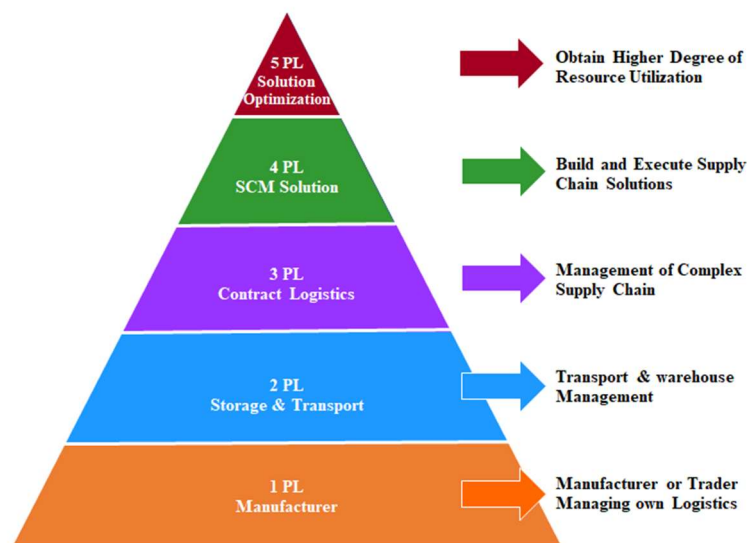 5 PL
Solution
Optimization
Obtain Higher Degree of
Resource Utilization
4 PL
SCM Solution
Build and Execute Supply
Chain Solutions
3 PL
Contract Logistics
Management of Complex
Supply Chain
2 PL
Storage & Transport
Transport & warehouse
Management
1 PL
Manufacturer
Manufacturer or Trader
Managing own Logistics